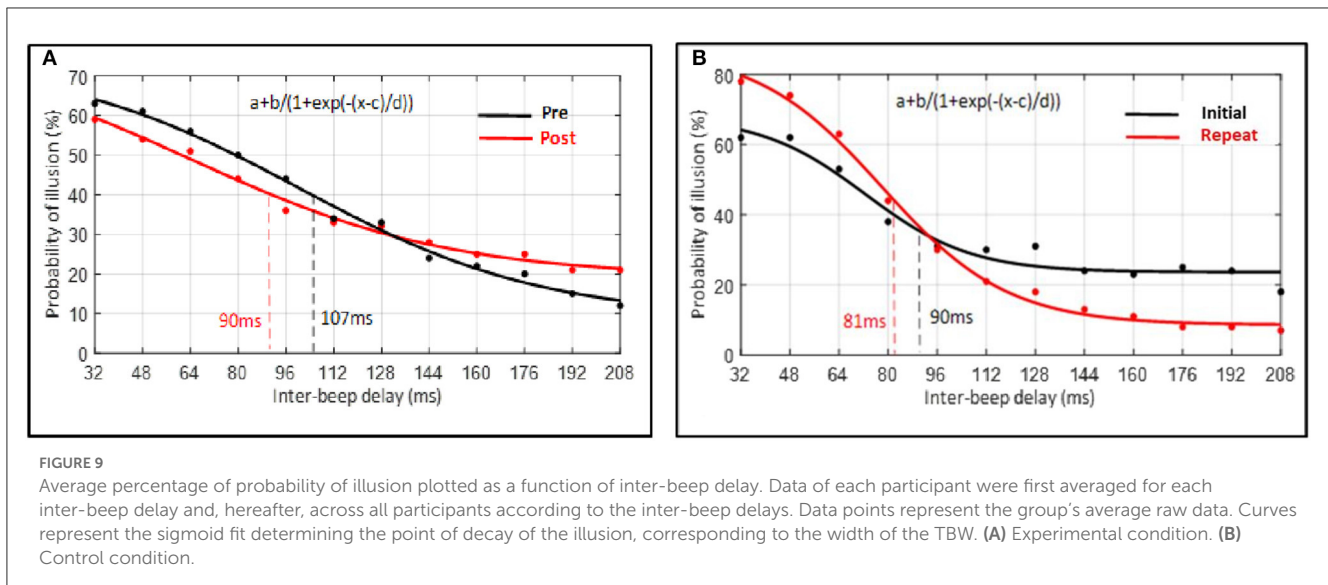 A
70
60
50
40
30
20
10
0
Probability of illusion (%)
a+b/(1+exp(-(x-c)/d))
Pre
Post
90ms
107ms
32 48 64 80 96 112 128 144 160 176 192 208
Inter-beep delay (ms)
B
80
60
40
20
0
Probability of illusion (%)
a+b/(1+exp(-(x-c)/d))
Initial
Repeat
81ms
90ms
32 48 64 80 96 112 128 144 160 176 192 208
Inter-beep delay (ms)
FIGURE 9
Average percentage of probability of illusion plotted as a function of inter-beep delay. Data of each participant were first averaged for each
inter-beep delay and, hereafter, across all participants according to the inter-beep delays. Data points represent the group's average raw data. Curves
represent the sigmoid fit determining the point of decay of the illusion, corresponding to the width of the TBW. (A) Experimental condition. (B)
Control condition.